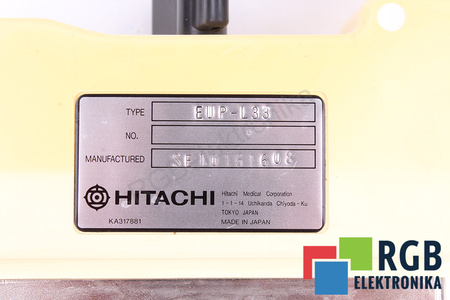 TYPE EUP-L33
NO.
MANUFACTURED
HITACHI
Hitachi Medical Corporation
1-1-14 Uchikanda Chiyoda-Ku
TOKYO JAPAN
KA317881 MADE IN JAPAN
RGB
ELEKTRONIKA